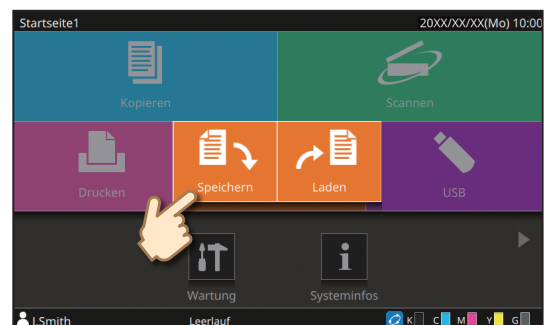 Startseite1 20XX/XX/XX(Mo) 10:00
Kopieren Scannen
Drucken Speichern Laden USB
Wartung Systeminfos
J.Smith Leerlauf K C M Y G